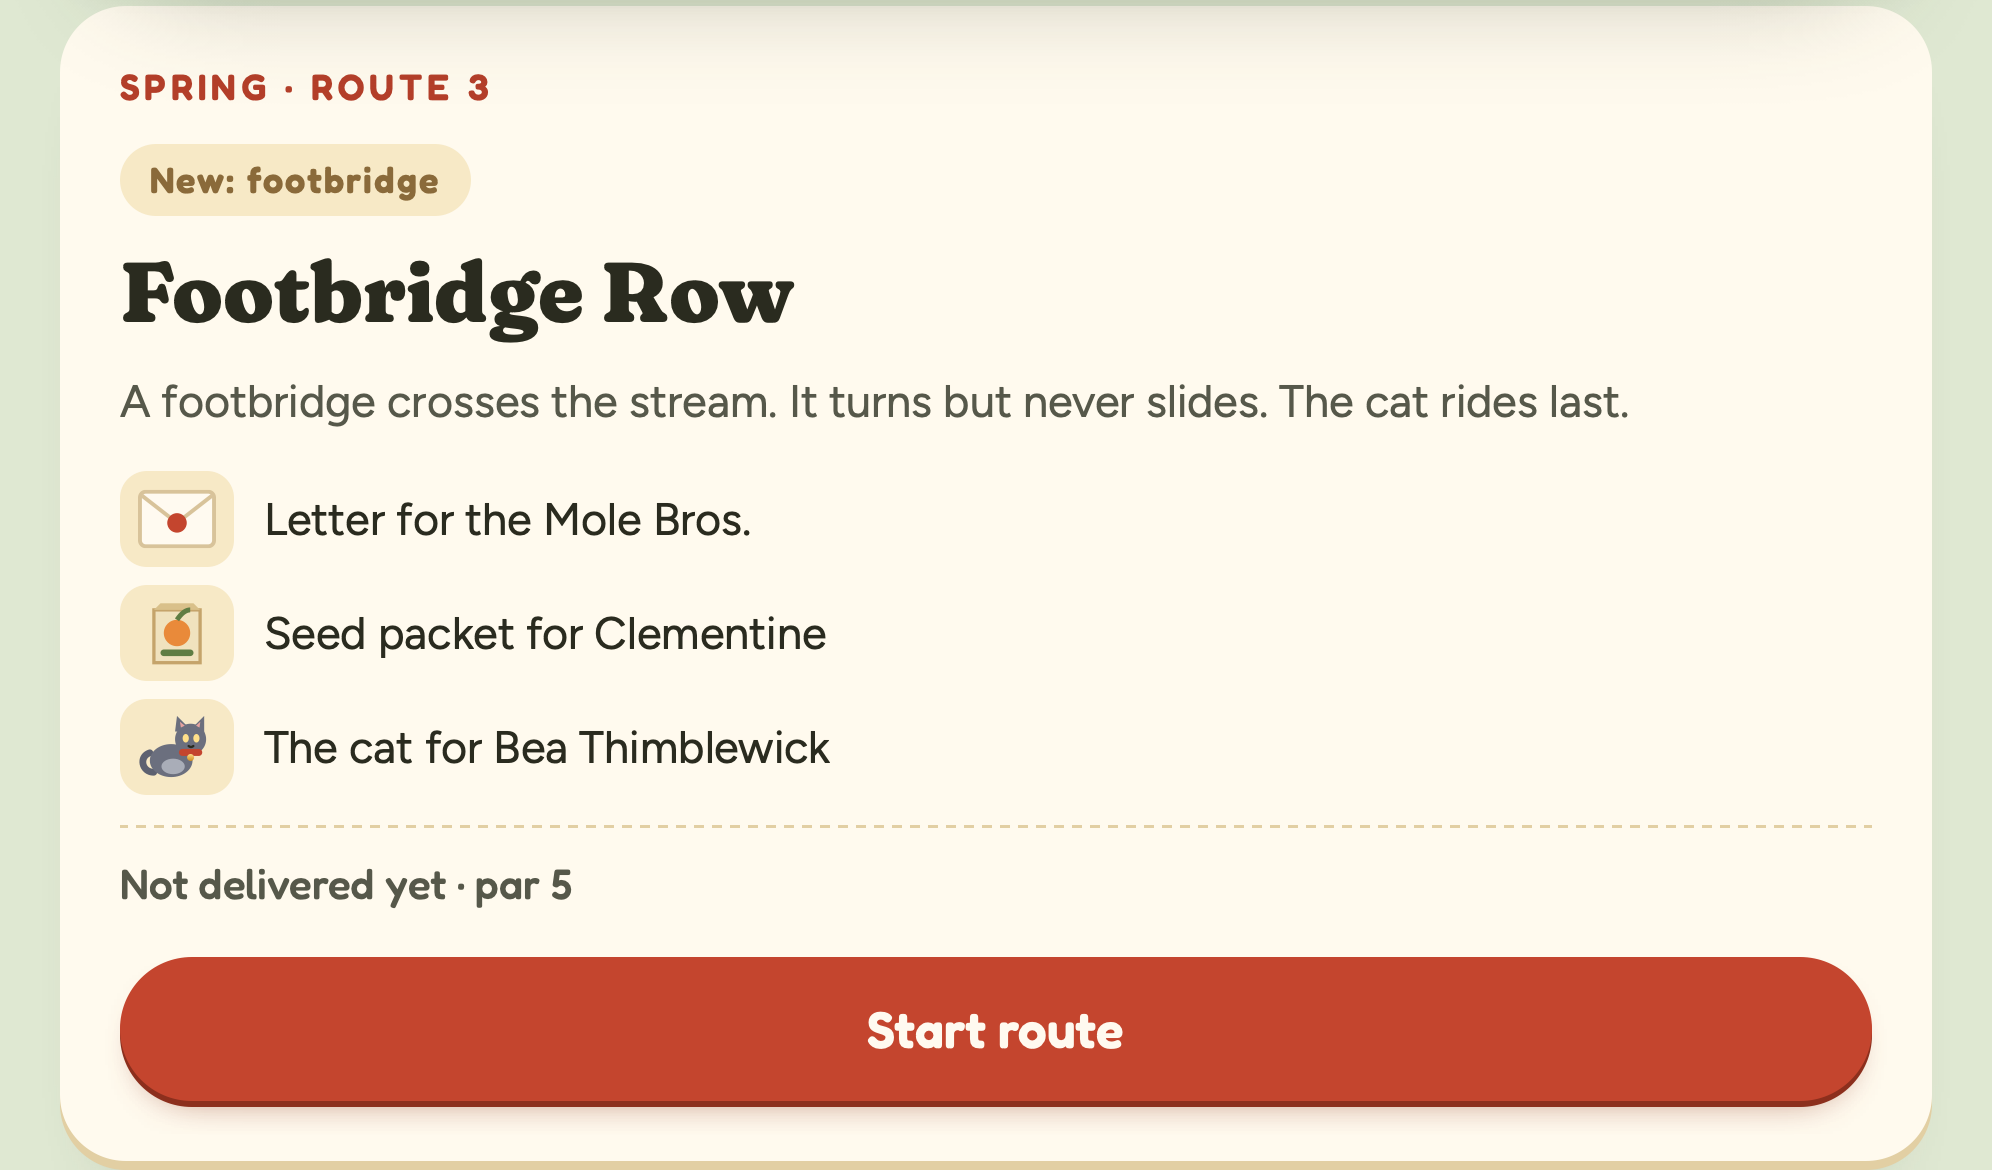 SPRING · ROUTE 3
New: footbridge
Footbridge Row
A footbridge crosses the stream. It turns but never slides. The cat rides last.
Letter for the Mole Bros.
Seed packet for Clementine
The cat for Bea Thimblewick
Not delivered yet · par 5
Start route